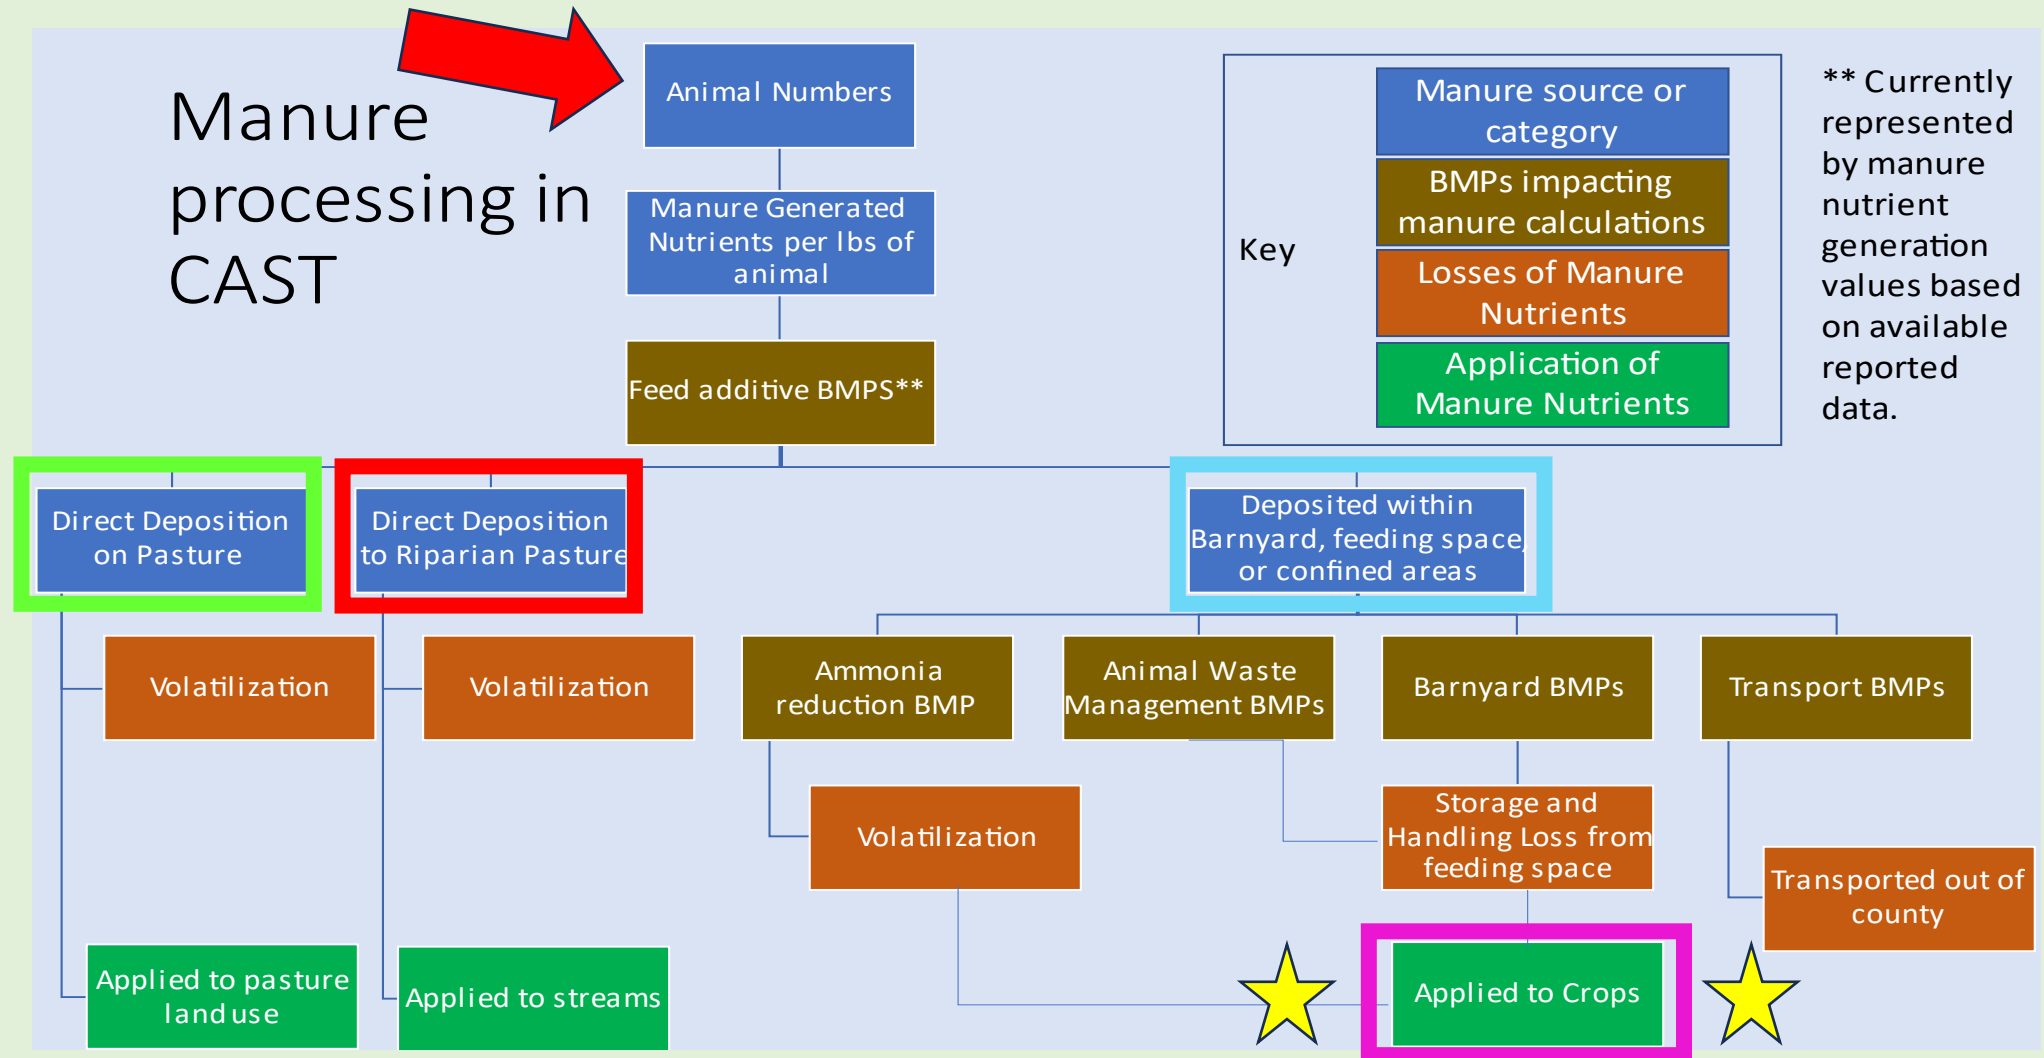 Manure
processing in
CAST
Animal Numbers
Manure Generated
Nutrients per lbs of
animal
Feed additive BMPS**
Key
Manure source or
category
BMPs impacting
manure calculations
Losses of Manure
Nutrients
Application of
Manure Nutrients
** Currently
represented
by manure
nutrient
generation
values based
on available
reported
data.
Direct Deposition
on Pasture
Direct Deposition
to Riparian Pasture
Deposited within
Barnyard, feeding space,
or confined areas
Volatilization
Volatilization
Ammonia
reduction BMP
Animal Waste
Management BMPs
Barnyard BMPs
Transport BMPs
Volatilization
Storage and
Handling Loss from
feeding space
Transported out of
county
Applied to pasture
land use
Applied to streams
Applied to Crops